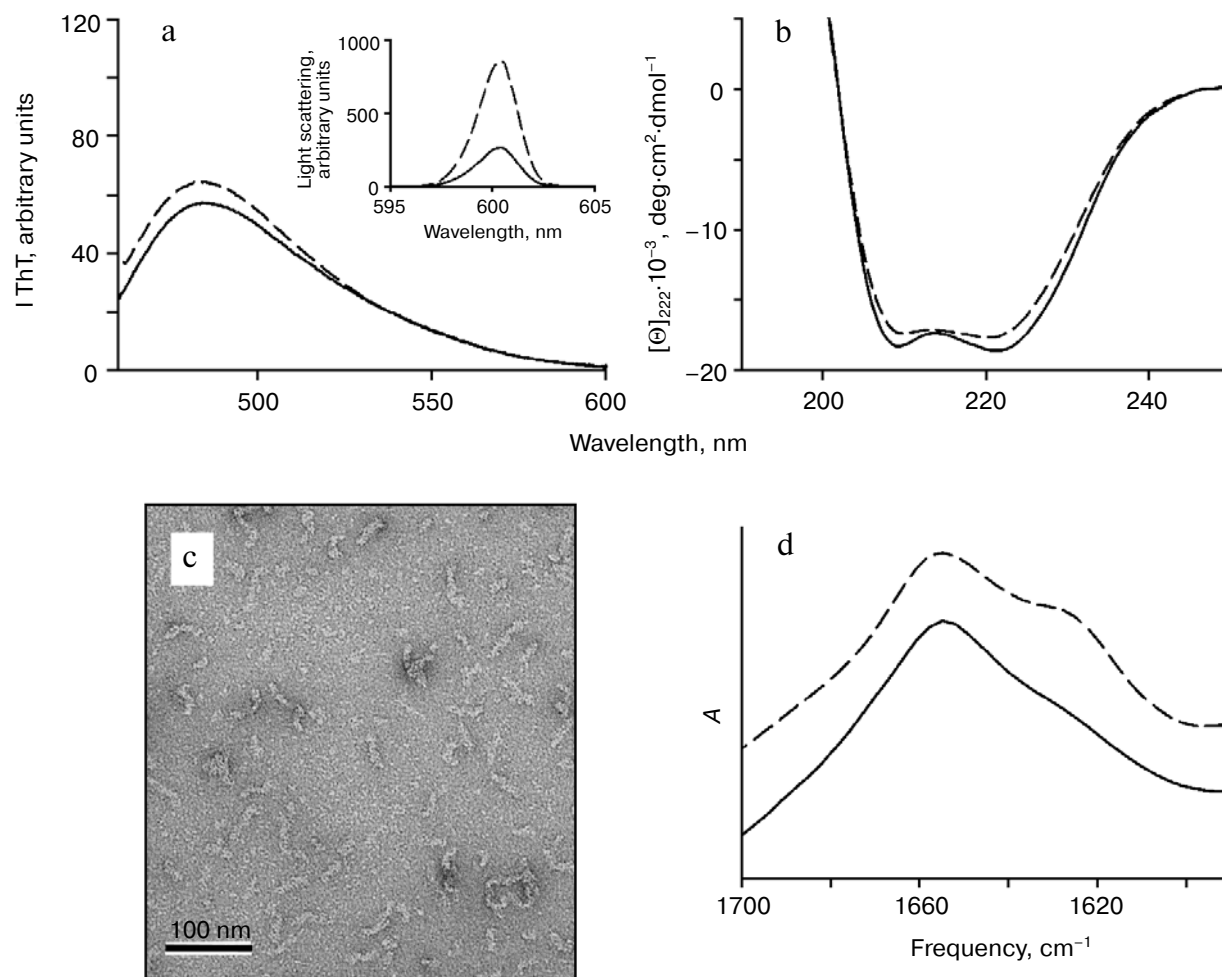 a
120
80
40
0
I ThT, arbitrary units
500
550
600
Light scattering,
arbitrary units
1000
500
0
595
600
605
Wavelength, nm
b
0
−10
−20
[Θ]₂₂₂·10⁻³, deg·cm²·dmol⁻¹
200
220
240
Wavelength, nm
c
100 nm
d
A
1700
1660
1620
Frequency, cm⁻¹